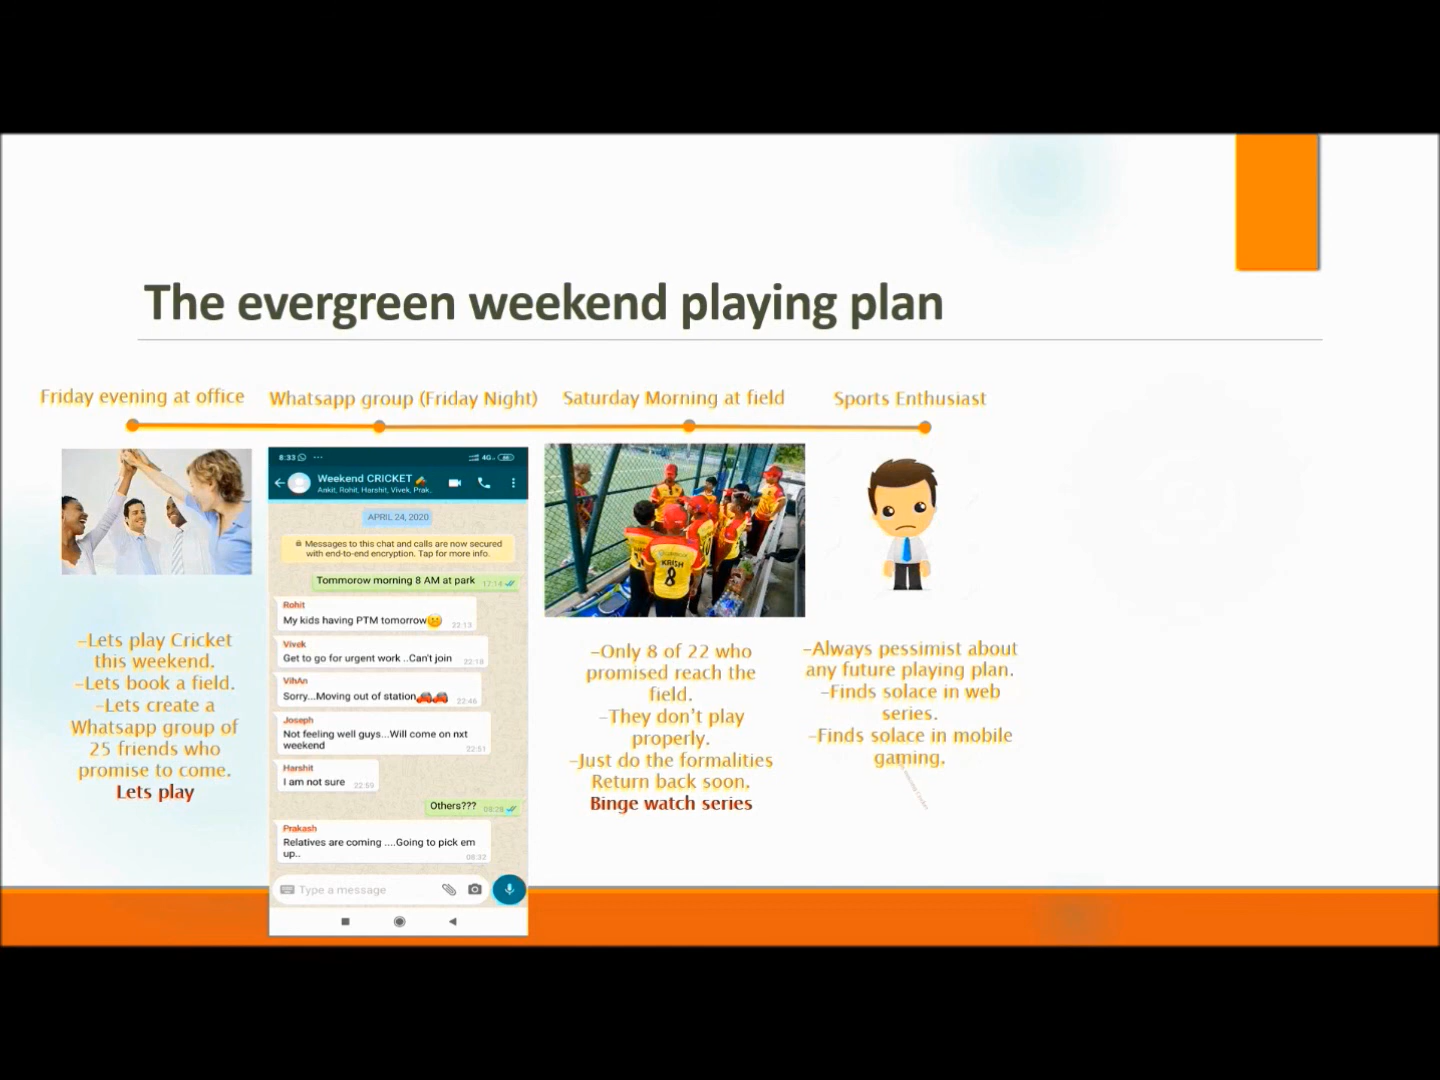 The evergreen weekend playing plan
Friday evening at office
Whatsapp group (Friday Night)
Saturday Morning at field
Sports Enthusiast
-Lets play Cricket
this weekend.
-Lets book a field.
-Lets create a
Whatsapp group of
25 friends who
promise to come.
Lets play
8:33
4G
Weekend CRICKET
Ankit, Rohit, Harshit, Vivek, Prak..
APRIL 24, 2020
Messages to this chat and calls are now secured
with end-to-end encryption. Tap for more info.
Tommorow morning 8 AM at park 17:14
Rohit
My kids having PTM tomorrow 22:13
Vivek
Get to go for urgent work ..Can't join 22:18
VihAn
Sorry...Moving out of station 22:46
Joseph
Not feeling well guys...Will come on nxt
weekend 22:51
Harshit
I am not sure 22:59
Others??? 08:28
Prakash
Relatives are coming ....Going to pick em
up.. 08:32
Type a message
KRISH
8
-Only 8 of 22 who
promised reach the
field.
-They don't play
properly.
-Just do the formalities
Return back soon.
Binge watch series
-Always pessimist about
any future playing plan.
-Finds solace in web
series.
-Finds solace in mobile
gaming.